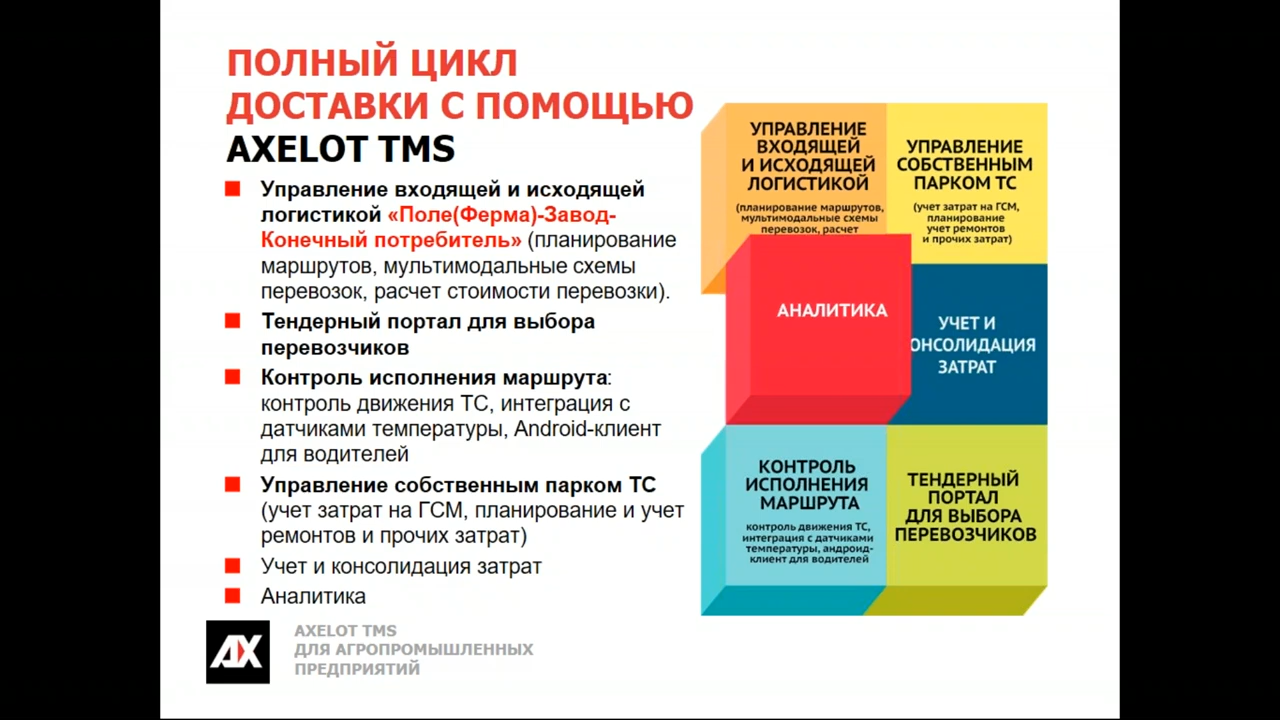 ПОЛНЫЙ ЦИКЛ
ДОСТАВКИ С ПОМОЩЬЮ
AXELOT TMS
Управление входящей и исходящей
логистикой «Поле(Ферма)-Завод-
Конечный потребитель» (планирование
маршрутов, мультимодальные схемы
перевозок, расчет стоимости перевозки).
Тендерный портал для выбора
перевозчиков
Контроль исполнения маршрута:
контроль движения ТС, интеграция с
датчиками температуры, Android-клиент
для водителей
Управление собственным парком ТС
(учет затрат на ГСМ, планирование и учет
ремонтов и прочих затрат)
Учет и консолидация затрат
Аналитика
УПРАВЛЕНИЕ
ВХОДЯЩЕЙ
И ИСХОДЯЩЕЙ
ЛОГИСТИКОЙ
(планирование маршрутов,
мультимодальные схемы
перевозок, расчет
УПРАВЛЕНИЕ
СОБСТВЕННЫМ
ПАРКОМ ТС
(учет затрат на ГСМ,
планирование
учет ремонтов
и прочих затрат)
АНАЛИТИКА
УЧЕТ И
ОНСОЛИДАЦИЯ
ЗАТРАТ
КОНТРОЛЬ
ИСПОЛНЕНИЯ
МАРШРУТА
контроль движения ТС,
интеграция с датчиками
температуры, андроид-
клиент для водителей
ТЕНДЕРНЫЙ
ПОРТАЛ
ДЛЯ ВЫБОРА
ПЕРЕВОЗЧИКОВ
AX
AXELOT TMS
ДЛЯ АГРОПРОМЫШЛЕННЫХ
ПРЕДПРИЯТИЙ